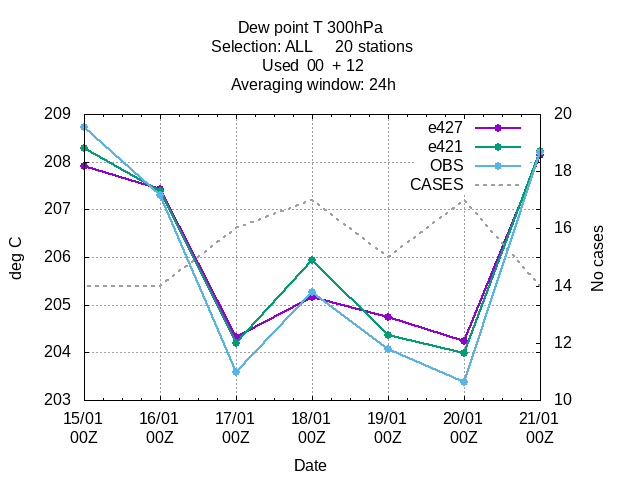 Dew point T 300hPa
Selection: ALL     20 stations
Used  00  + 12
Averaging window: 24h
209
208
207
206
205
204
203
deg C
20
18
16
14
12
10
No cases
e427
e421
OBS
CASES
15/01 16/01 17/01 18/01 19/01 20/01 21/01
00Z 00Z 00Z 00Z 00Z 00Z 00Z
Date